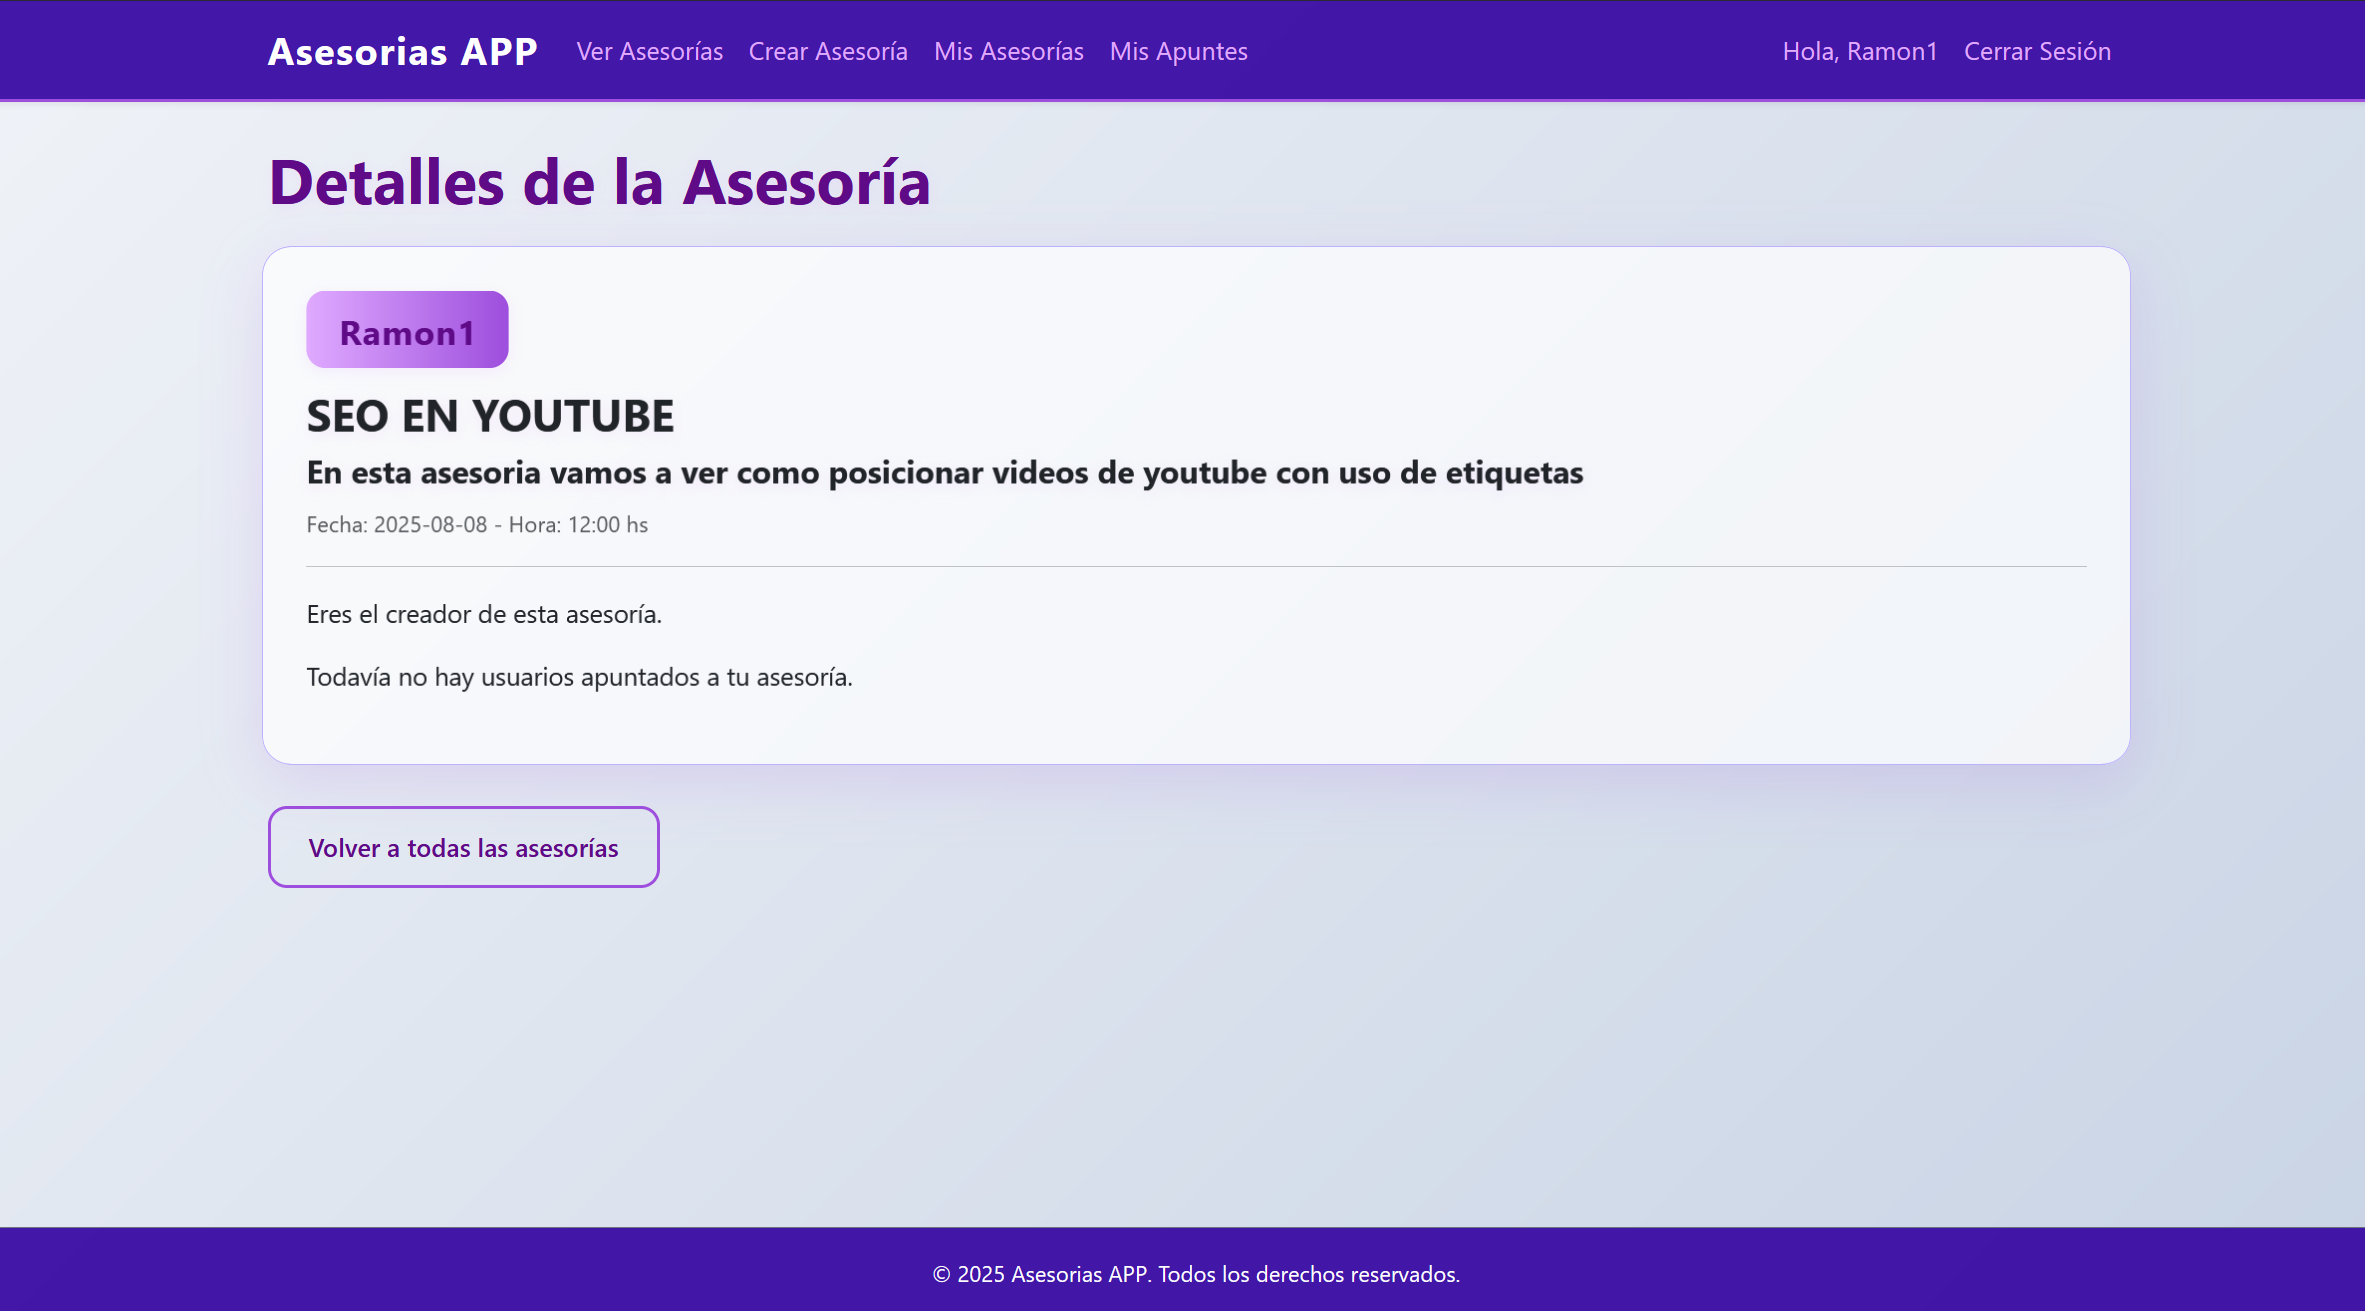 Asesorias APP Ver Asesorías Crear Asesoría Mis Asesorías Mis Apuntes Hola, Ramon1 Cerrar Sesión
Detalles de la Asesoría
Ramon1
SEO EN YOUTUBE
En esta asesoria vamos a ver como posicionar videos de youtube con uso de etiquetas
Fecha: 2025-08-08 - Hora: 12:00 hs
Eres el creador de esta asesoría.
Todavía no hay usuarios apuntados a tu asesoría.
Volver a todas las asesorías
© 2025 Asesorias APP. Todos los derechos reservados.